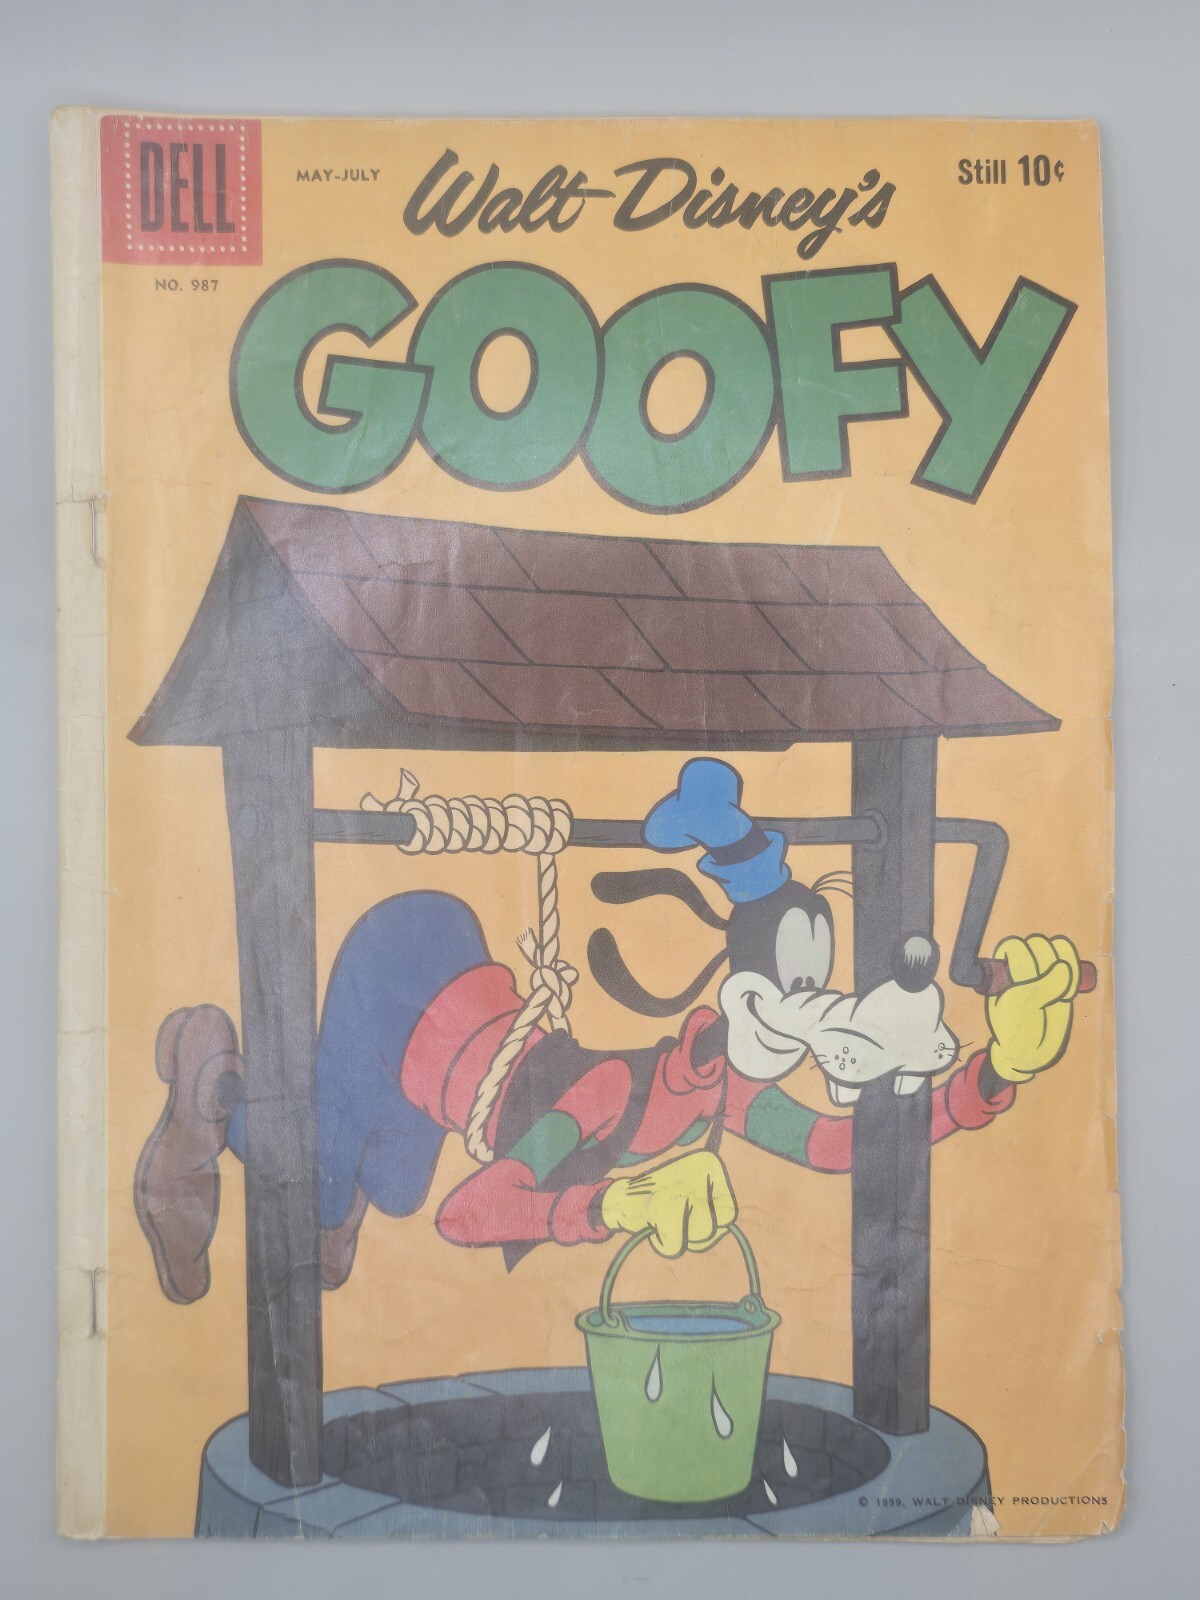 DELL
MAY-JULY
Walt Disney's
Still 10¢
NO. 987
GOOFY
© 1959, WALT DISNEY PRODUCTIONS